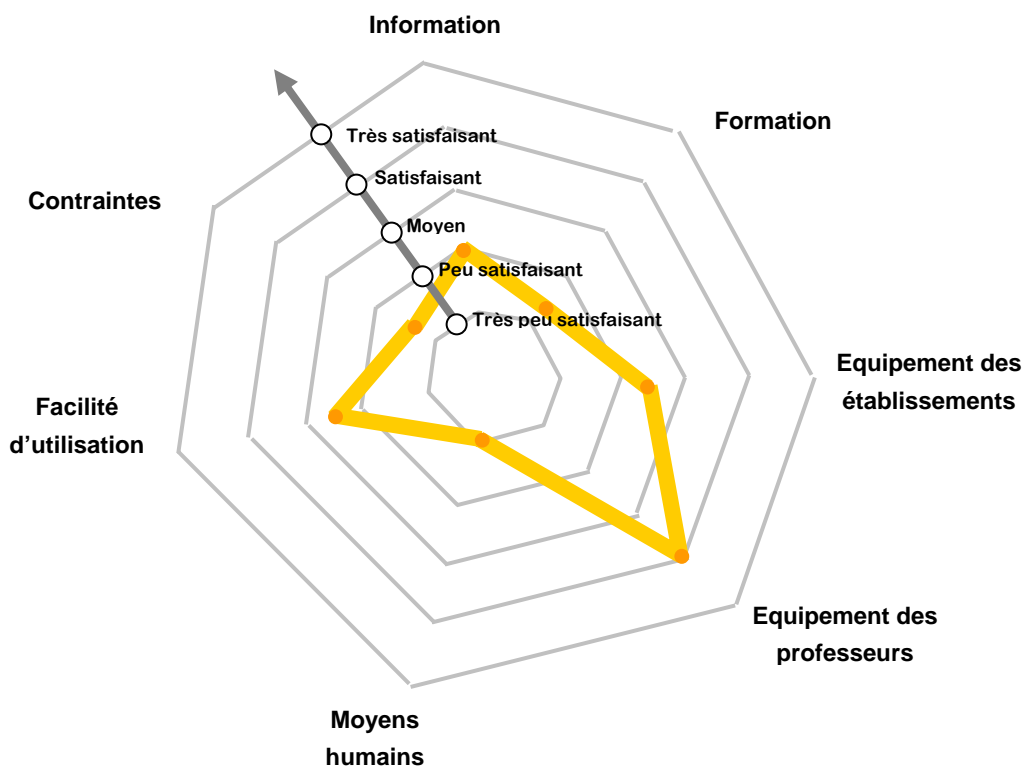 Information
Formation
Très satisfaisant
Satisfaisant
Contraintes
Moyen
Peu satisfaisant
Très peu satisfaisant
Equipement des
établissements
Facilité
d'utilisation
Equipement des
professeurs
Moyens
humains